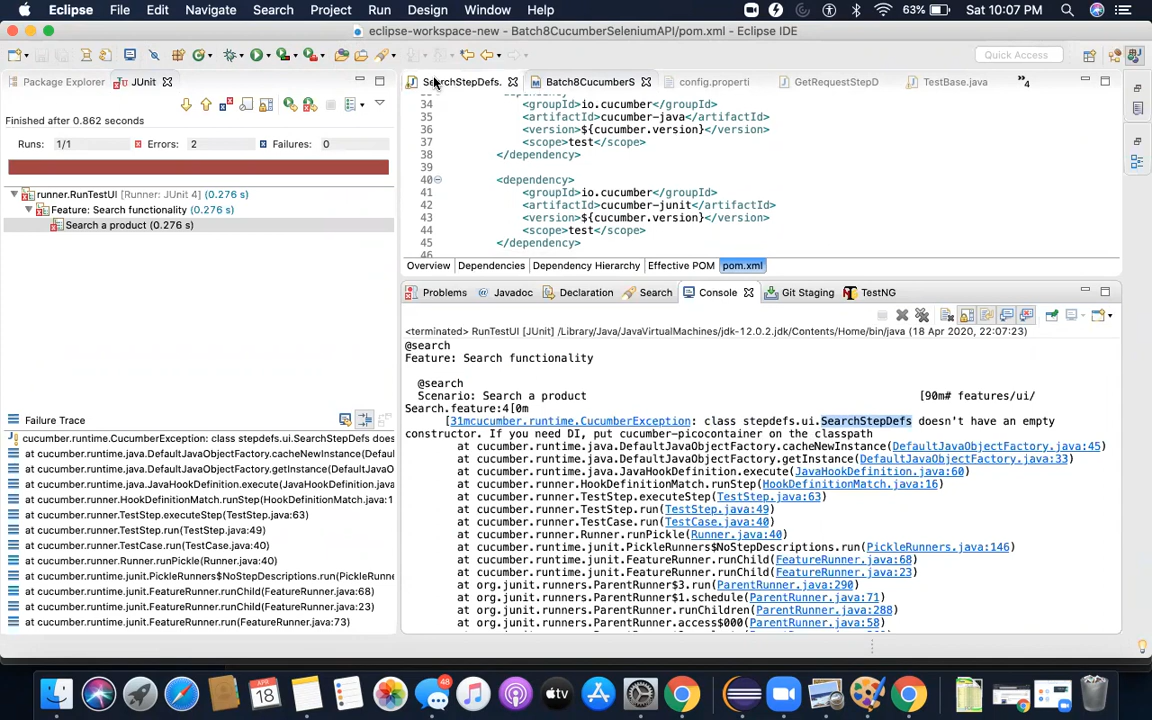 Eclipse File Edit Navigate Search Project Run Design Window Help 63% Sat 10:07 PM
eclipse-workspace-new - Batch8CucumberSeleniumAPI/pom.xml - Eclipse IDE
Quick Access
Package Explorer JUnit
SearchStepDefs. Batch8CucumberS config.properti GetRequestStepD TestBase.java »4
Finished after 0.862 seconds
Runs: 1/1 Errors: 2 Failures: 0
runner.RunTestUI [Runner: JUnit 4] (0.276 s)
Feature: Search functionality (0.276 s)
Search a product (0.276 s)
34 <groupId>io.cucumber</groupId>
35 <artifactId>cucumber-java</artifactId>
36 <version>${cucumber.version}</version>
37 <scope>test</scope>
38 </dependency>
39
40 <dependency>
41 <groupId>io.cucumber</groupId>
42 <artifactId>cucumber-junit</artifactId>
43 <version>${cucumber.version}</version>
44 <scope>test</scope>
45 </dependency>
Overview Dependencies Dependency Hierarchy Effective POM pom.xml
Problems Javadoc Declaration Search Console Git Staging TestNG
<terminated> RunTestUI [JUnit] /Library/Java/JavaVirtualMachines/jdk-12.0.2.jdk/Contents/Home/bin/java (18 Apr 2020, 22:07:23)
@search
Feature: Search functionality
@search
Scenario: Search a product [90m# features/ui/
Search.feature:4[0m
[31mcucumber.runtime.CucumberException: class stepdefs.ui.SearchStepDefs doesn't have an empty
constructor. If you need DI, put cucumber-picocontainer on the classpath
at cucumber.runtime.DefaultJavaObjectFactory.cacheNewInstance(DefaultJavaObjectFactory.java:45)
at cucumber.runtime.DefaultJavaObjectFactory.getInstance(DefaultJavaObjectFactory.java:33)
at cucumber.runtime.JavaHookDefinition.execute(JavaHookDefinition.java:60)
at cucumber.runner.HookDefinitionMatch.runStep(HookDefinitionMatch.java:16)
at cucumber.runner.TestStep.executeStep(TestStep.java:63)
at cucumber.runner.TestStep.run(TestStep.java:49)
at cucumber.runner.TestCase.run(TestCase.java:40)
at cucumber.runner.Runner.runPickle(Runner.java:40)
at cucumber.runtime.junit.PickleRunners$NoStepDescriptions.run(PickleRunners.java:146)
at cucumber.runtime.junit.FeatureRunner.runChild(FeatureRunner.java:68)
at cucumber.runtime.junit.FeatureRunner.runChild(FeatureRunner.java:23)
at org.junit.runners.ParentRunner$3.run(ParentRunner.java:290)
at org.junit.runners.ParentRunner$1.schedule(ParentRunner.java:71)
at org.junit.runners.ParentRunner.runChildren(ParentRunner.java:288)
at org.junit.runners.ParentRunner.access$000(ParentRunner.java:58)
Failure Trace
cucumber.runtime.CucumberException: class stepdefs.ui.SearchStepDefs does
at cucumber.runtime.DefaultJavaObjectFactory.cacheNewInstance(Defaul
at cucumber.runtime.DefaultJavaObjectFactory.getInstance(DefaultJavaO
at cucumber.runtime.JavaHookDefinition.execute(JavaHookDefinition.java
at cucumber.runner.HookDefinitionMatch.runStep(HookDefinitionMatch.java:1
at cucumber.runner.TestStep.executeStep(TestStep.java:63)
at cucumber.runner.TestStep.run(TestStep.java:49)
at cucumber.runner.TestCase.run(TestCase.java:40)
at cucumber.runner.Runner.runPickle(Runner.java:40)
at cucumber.runtime.junit.PickleRunners$NoStepDescriptions.run(PickleRunne
at cucumber.runtime.junit.FeatureRunner.runChild(FeatureRunner.java:68)
at cucumber.runtime.junit.FeatureRunner.runChild(FeatureRunner.java:23)
at cucumber.runtime.junit.FeatureRunner.run(FeatureRunner.java:73)
APR
18
48
tv